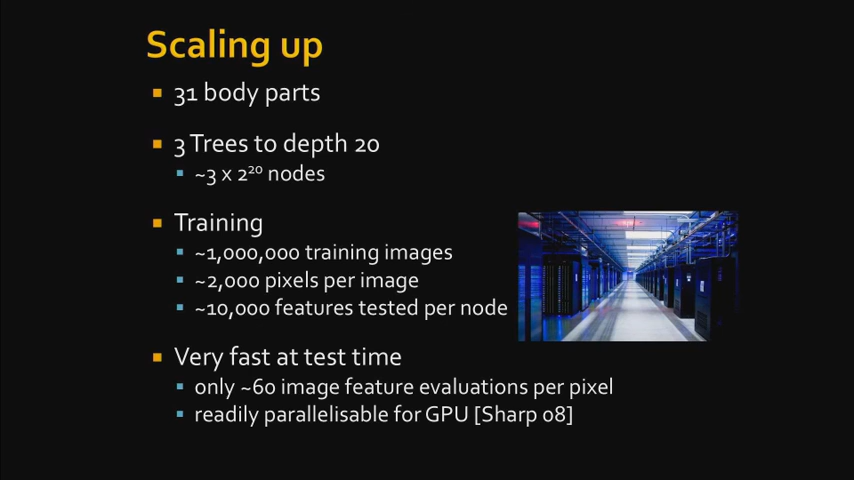 Scaling up
31 body parts
3 Trees to depth 20
~3 x 2²⁰ nodes
Training
~1,000,000 training images
~2,000 pixels per image
~10,000 features tested per node
Very fast at test time
only ~60 image feature evaluations per pixel
readily parallelisable for GPU [Sharp 08]